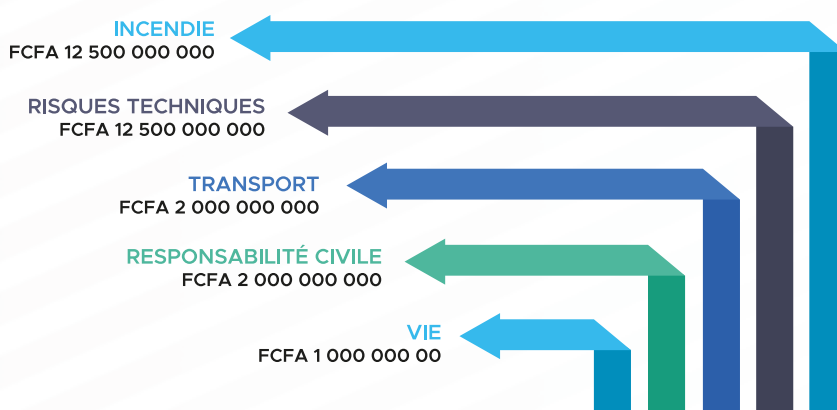 INCENDIE
FCFA 12 500 000 000
RISQUES TECHNIQUES
FCFA 12 500 000 000
TRANSPORT
FCFA 2 000 000 000
RESPONSABILITÉ CIVILE
FCFA 2 000 000 000
VIE
FCFA 1 000 000 00